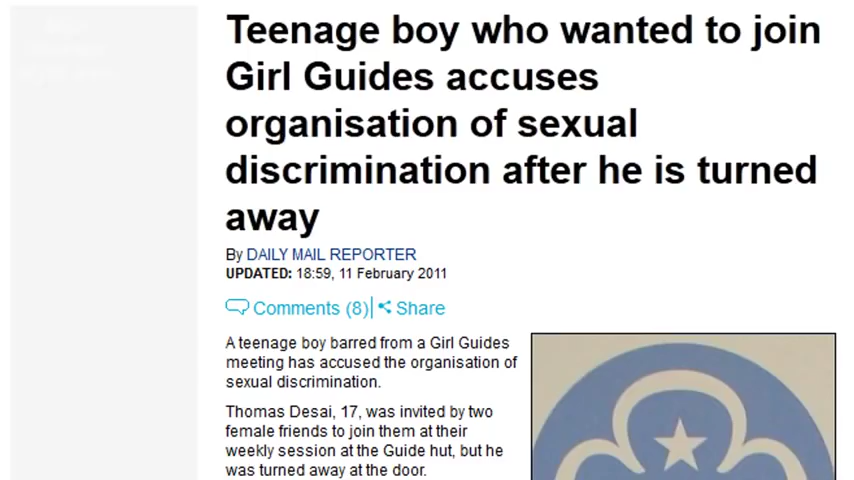 Teenage boy who wanted to join
Girl Guides accuses
organisation of sexual
discrimination after he is turned
away
By DAILY MAIL REPORTER
UPDATED: 18:59, 11 February 2011
Comments (8) Share
A teenage boy barred from a Girl Guides
meeting has accused the organisation of
sexual discrimination.
Thomas Desai, 17, was invited by two
female friends to join them at their
weekly session at the Guide hut, but he
was turned away at the door.